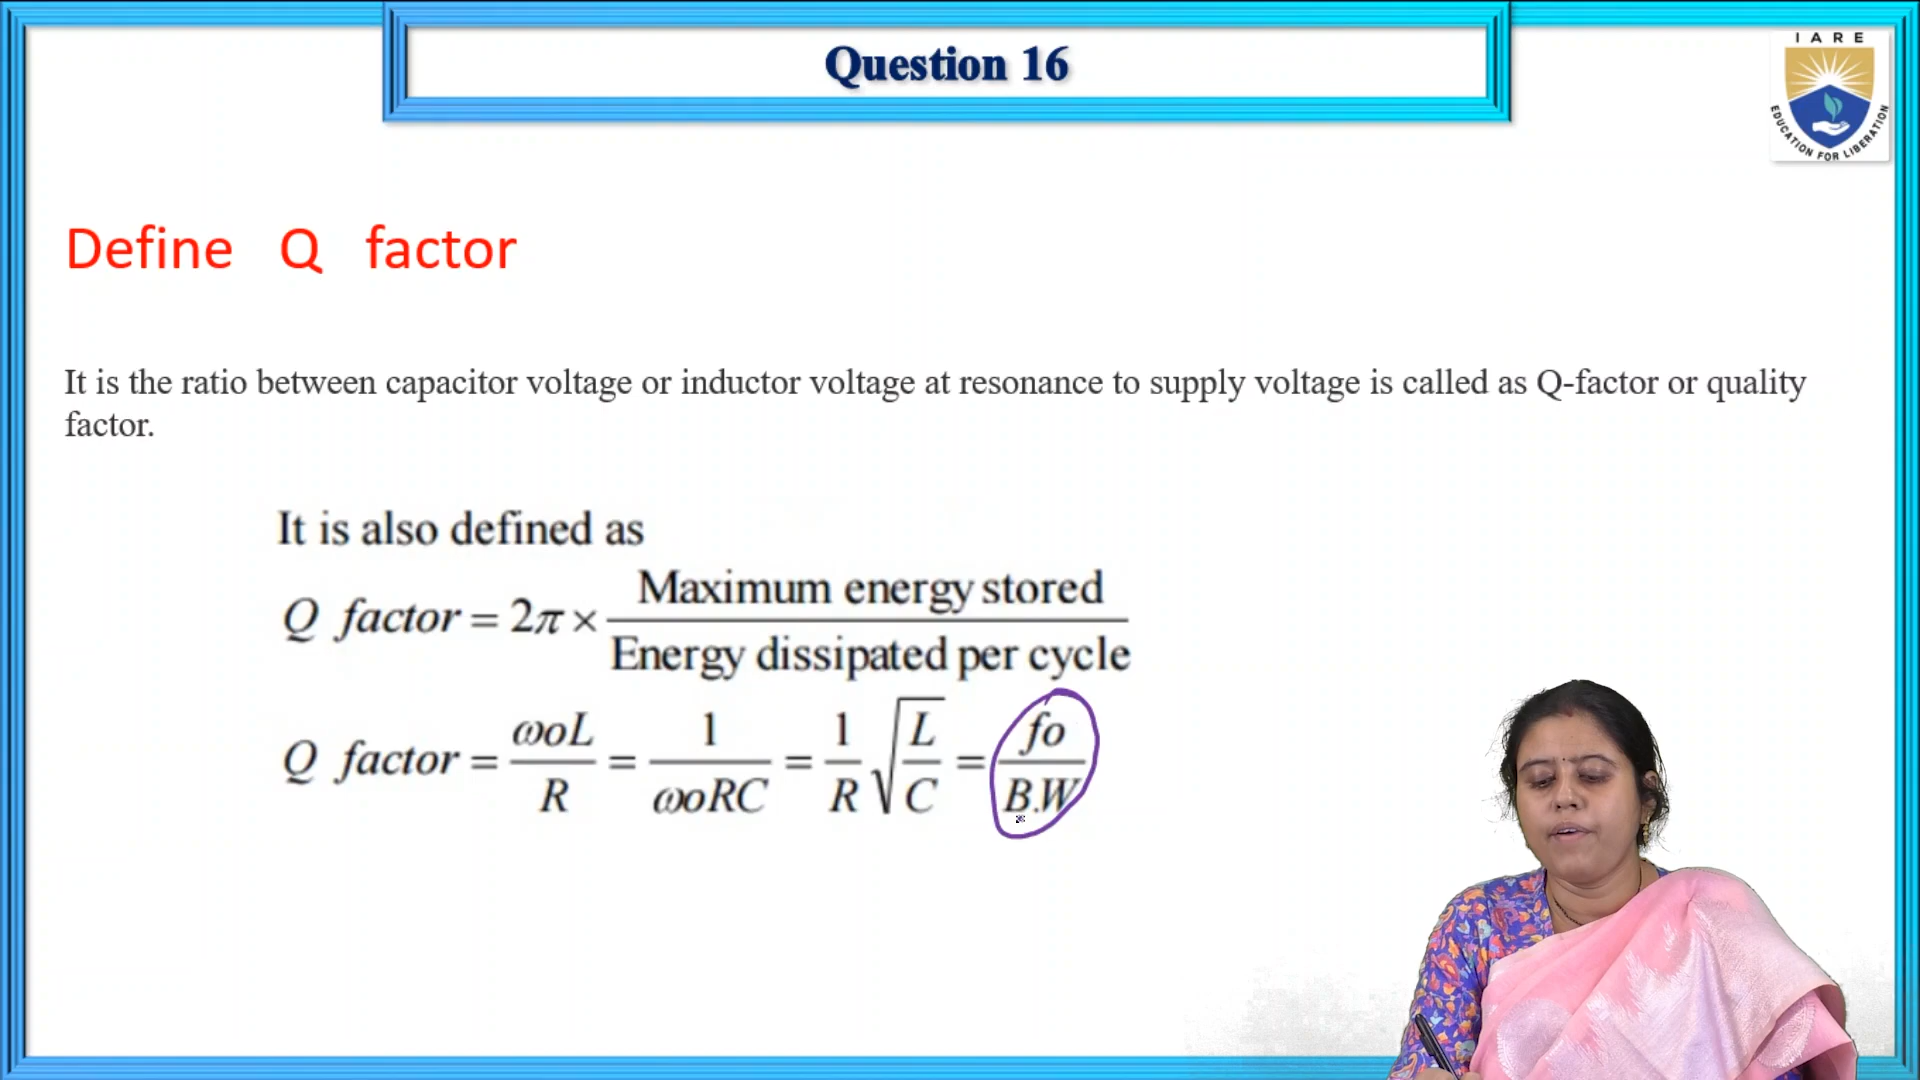 Question 16
I A R E
EDUCATION FOR LIBERATION
Define Q factor
It is the ratio between capacitor voltage or inductor voltage at resonance to supply voltage is called as Q-factor or quality
factor.
It is also defined as
Q factor = 2π × Maximum energy stored / Energy dissipated per cycle
Q factor = ωoL / R = 1 / ωoRC = 1 / R √ L / C = fo / B.W